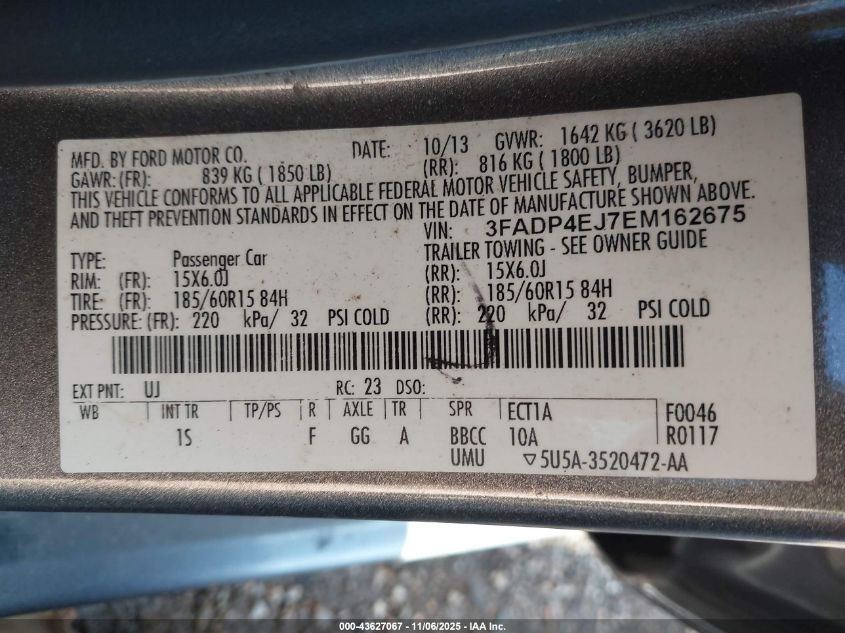 MFD. BY FORD MOTOR CO. DATE: 10/13 GVWR: 1642 KG ( 3620 LB)
GAWR: (FR): 839 KG ( 1850 LB) (RR): 816 KG ( 1800 LB)
THIS VEHICLE CONFORMS TO ALL APPLICABLE FEDERAL MOTOR VEHICLE SAFETY, BUMPER,
AND THEFT PREVENTION STANDARDS IN EFFECT ON THE DATE OF MANUFACTURE SHOWN ABOVE.
VIN: 3FADP4EJ7EM162675
TYPE: Passenger Car TRAILER TOWING - SEE OWNER GUIDE
RIM: (FR): 15X6.0J (RR): 15X6.0J
TIRE: (FR): 185/60R15 84H (RR): 185/60R15 84H
PRESSURE: (FR): 220 kPa/ 32 PSI COLD (RR): 220 kPa/ 32 PSI COLD
EXT PNT: UJ RC: 23 DSO:
WB INT TR TP/PS R AXLE TR SPR ECT1A F0046
1S F GG A BBCC 10A R0117
UMU ▽5U5A-3520472-AA
000-43627067 - 11/06/2025 - IAA Inc.